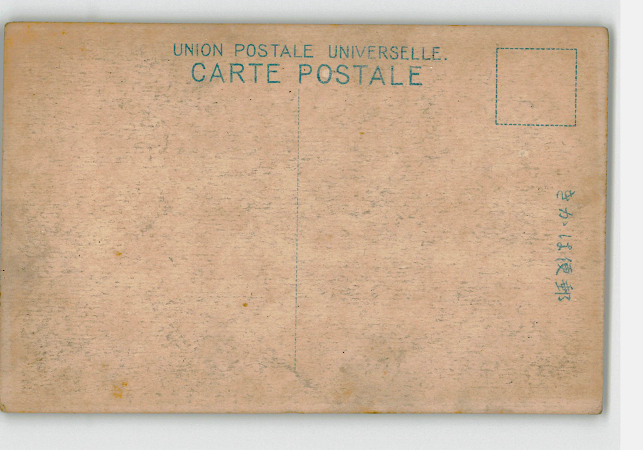 UNION POSTALE UNIVERSELLE.
CARTE POSTALE
きかは便郵